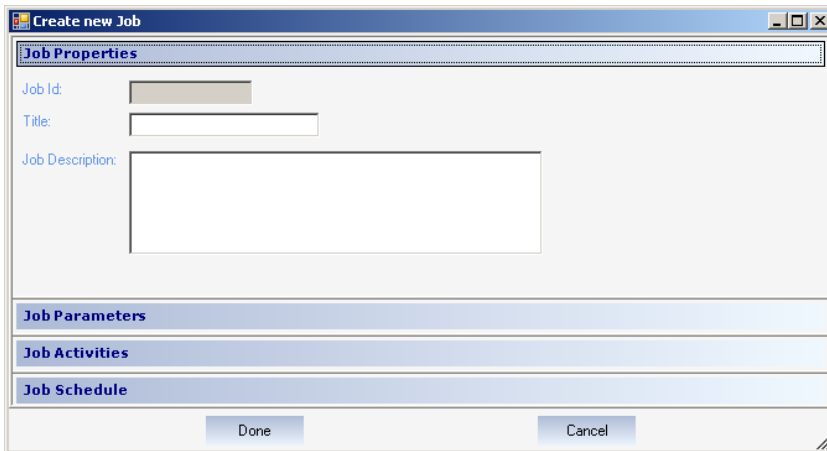 Create new Job
Job Properties
Job Id:
Title:
Job Description:
Job Parameters
Job Activities
Job Schedule
Done Cancel